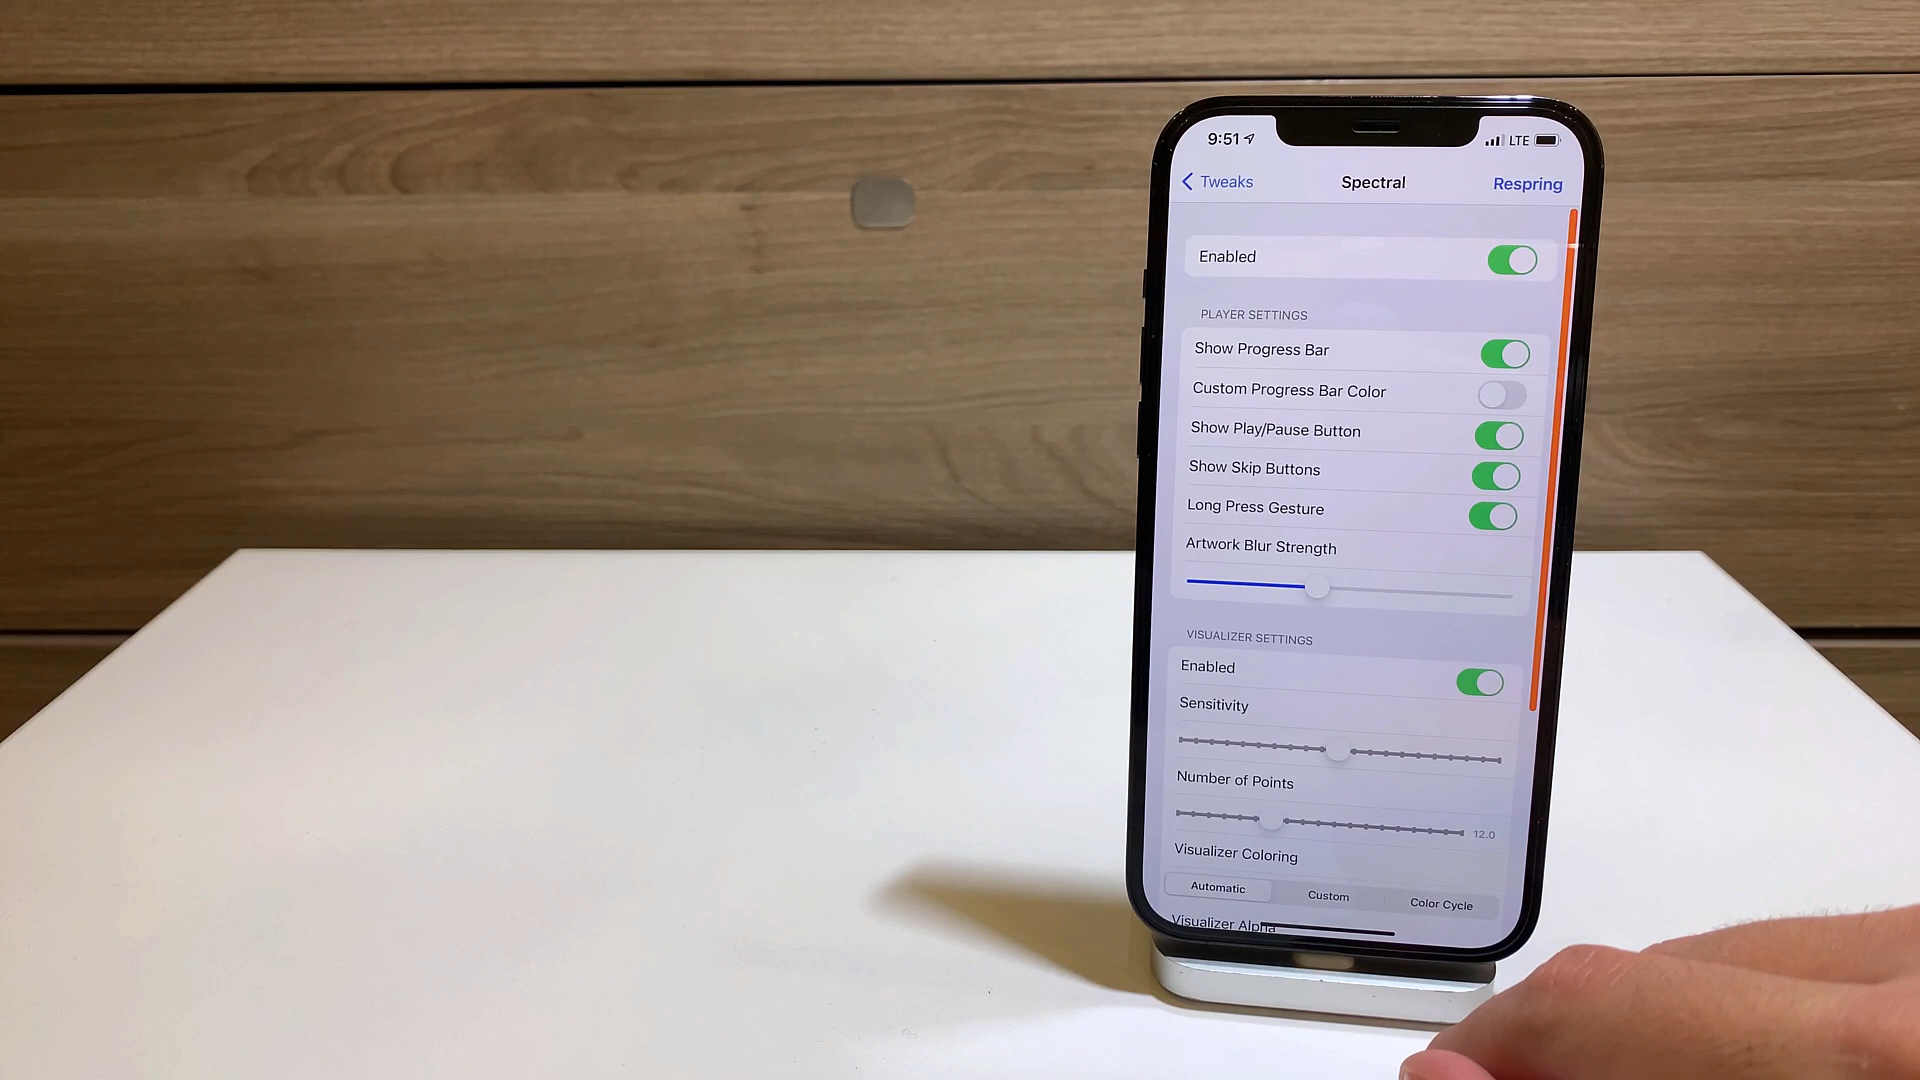 9:51
LTE
Tweaks
Spectral
Respring
Enabled
PLAYER SETTINGS
Show Progress Bar
Custom Progress Bar Color
Show Play/Pause Button
Show Skip Buttons
Long Press Gesture
Artwork Blur Strength
VISUALIZER SETTINGS
Enabled
Sensitivity
Number of Points
12.0
Visualizer Coloring
Automatic
Custom
Color Cycle
Visualizer Alpha